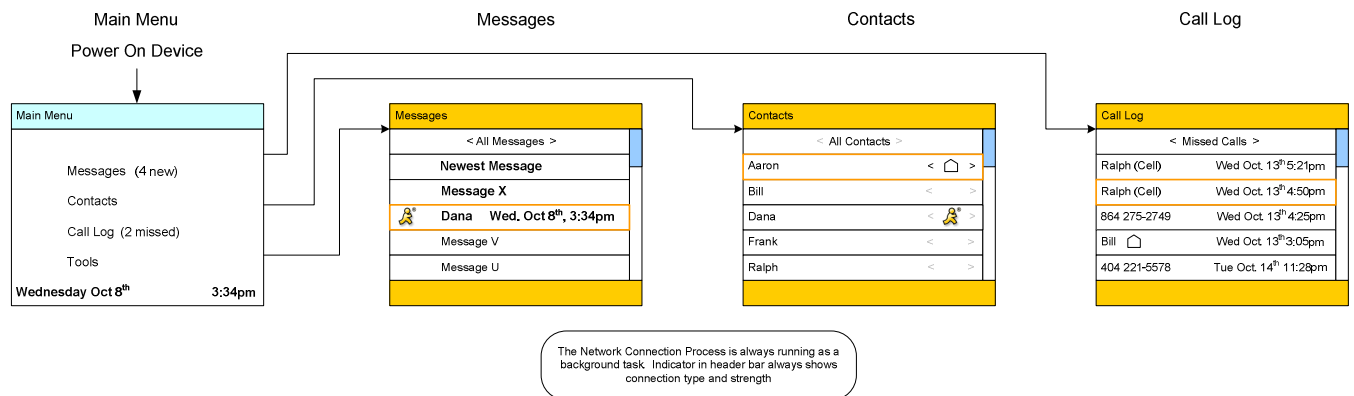 Main Menu
Messages
Contacts
Call Log
Power On Device
Main Menu
Messages (4 new)
Contacts
Call Log (2 missed)
Tools
Wednesday Oct 8th 3:34pm
Messages
< All Messages >
Newest Message
Message X
Dana Wed. Oct 8th, 3:34pm
Message V
Message U
Contacts
< All Contacts >
Aaron < >
Bill < >
Dana < >
Frank < >
Ralph < >
Call Log
< Missed Calls >
Ralph (Cell) Wed Oct. 13th 5:21pm
Ralph (Cell) Wed Oct. 13th 4:50pm
864 275-2749 Wed Oct. 13th 4:25pm
Bill Wed Oct. 13th 3:05pm
404 221-5578 Tue Oct. 14th 11:28pm
The Network Connection Process is always running as a
background task. Indicator in header bar always shows
connection type and strength